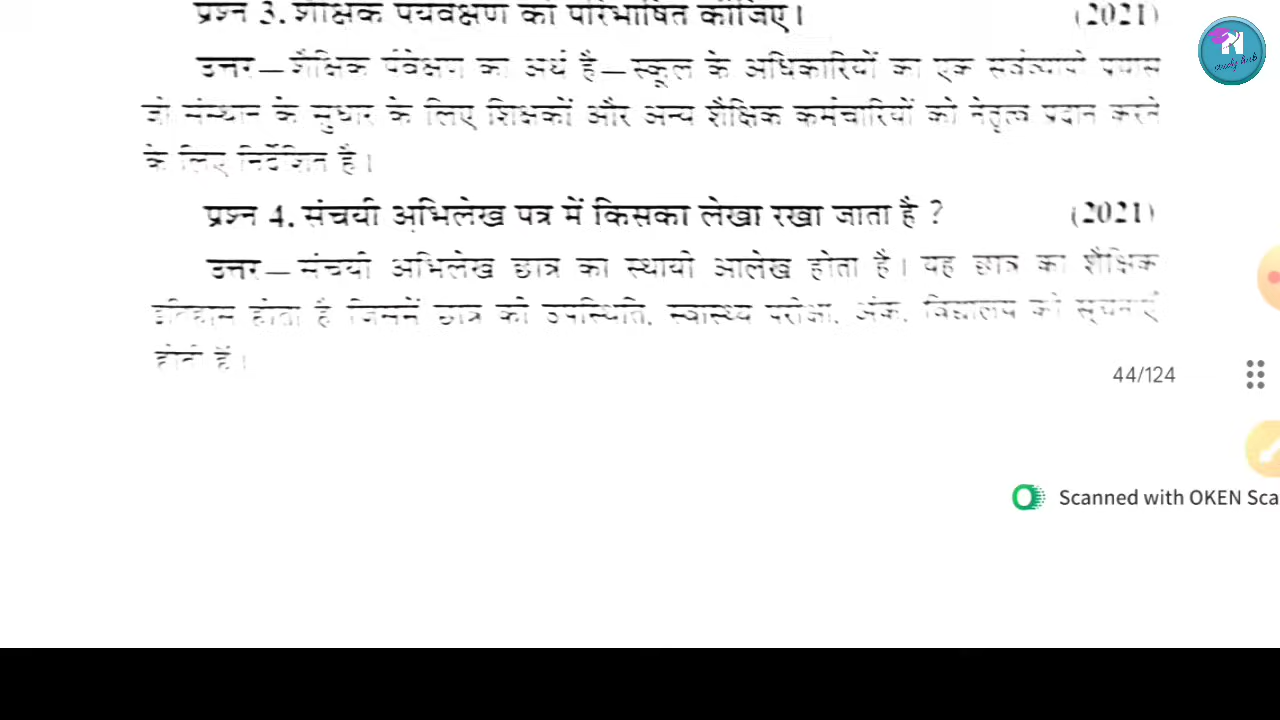 प्रश्न 3. शैक्षिक पर्यवेक्षण को परिभाषित कीजिए। (2021)
उत्तर—शैक्षिक पर्वेक्षण का अर्थ है—स्कूल के अधिकारियों का एक सर्वव्यापी प्रयास
जो संस्थान के सुधार के लिए शिक्षकों और अन्य शैक्षिक कर्मचारियों को नेतृत्व प्रदान करने
के लिए निर्देशित है।
प्रश्न 4. संचयी अभिलेख पत्र में किसका लेखा रखा जाता है ? (2021)
उत्तर—संचयी अभिलेख छात्र का स्थायी आलेख होता है। यह छात्र का शैक्षिक
इतिहास होता है जिसमें छात्र की उपस्थिति, स्वास्थ्य परीक्षा, अंक, विद्यालय की सूचनाएं
होती हैं।
44/124
Scanned with OKEN Sca
study hub